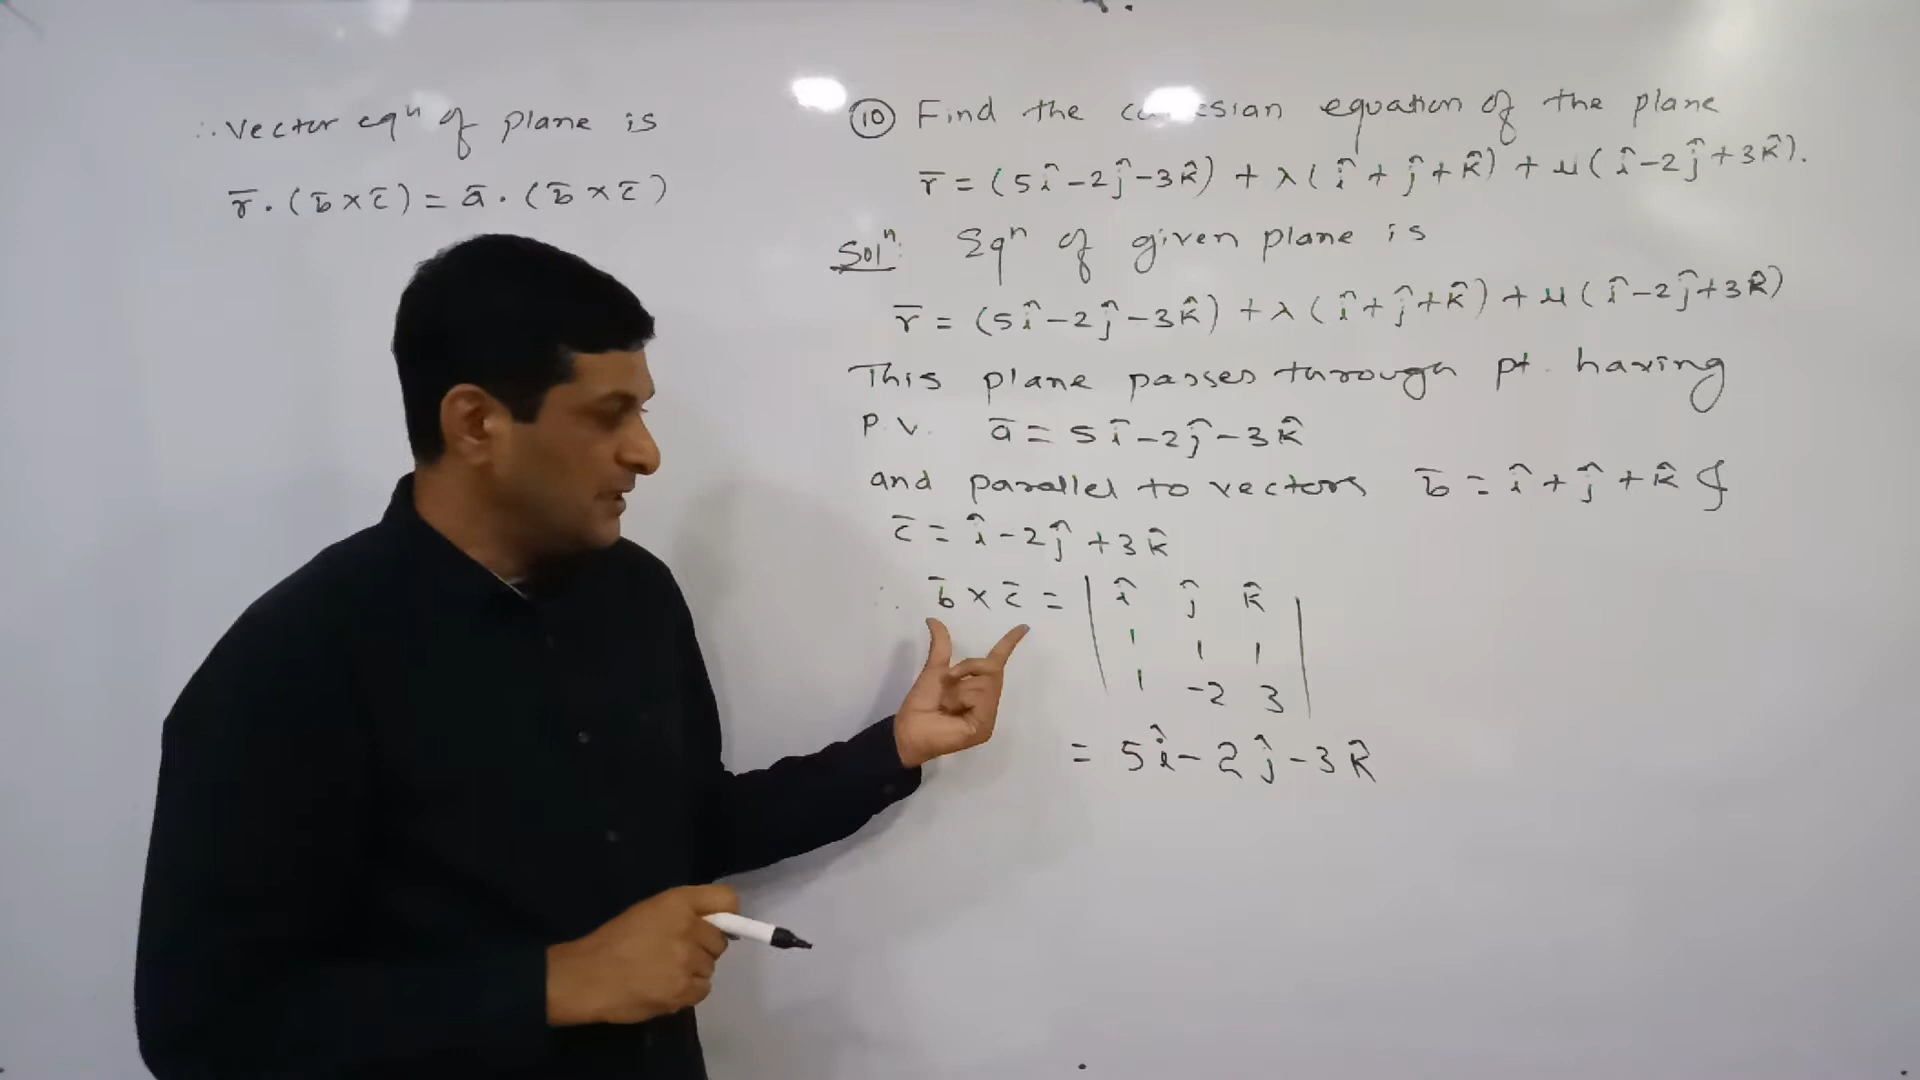 ∴ Vector eqⁿ of plane is
r̄ . (b̄ × c̄) = ā . (b̄ × c̄)
⑩ Find the equation of the plane
r̄ = (5î - 2ĵ - 3k̂) + λ(î + ĵ + k̂) + μ(î - 2ĵ + 3k̂).
Solⁿ: Eqⁿ of given plane is
r̄ = (5î - 2ĵ - 3k̂) + λ(î + ĵ + k̂) + μ(î - 2ĵ + 3k̂)
This plane passes through pt. having
P.V. ā = 5î - 2ĵ - 3k̂
and parallel to vectors b̄ = î + ĵ + k̂ &
c̄ = î - 2ĵ + 3k̂
∴ b̄ × c̄ = | î ĵ k̂ |
1 1 1
1 -2 3
= 5î - 2ĵ - 3k̂